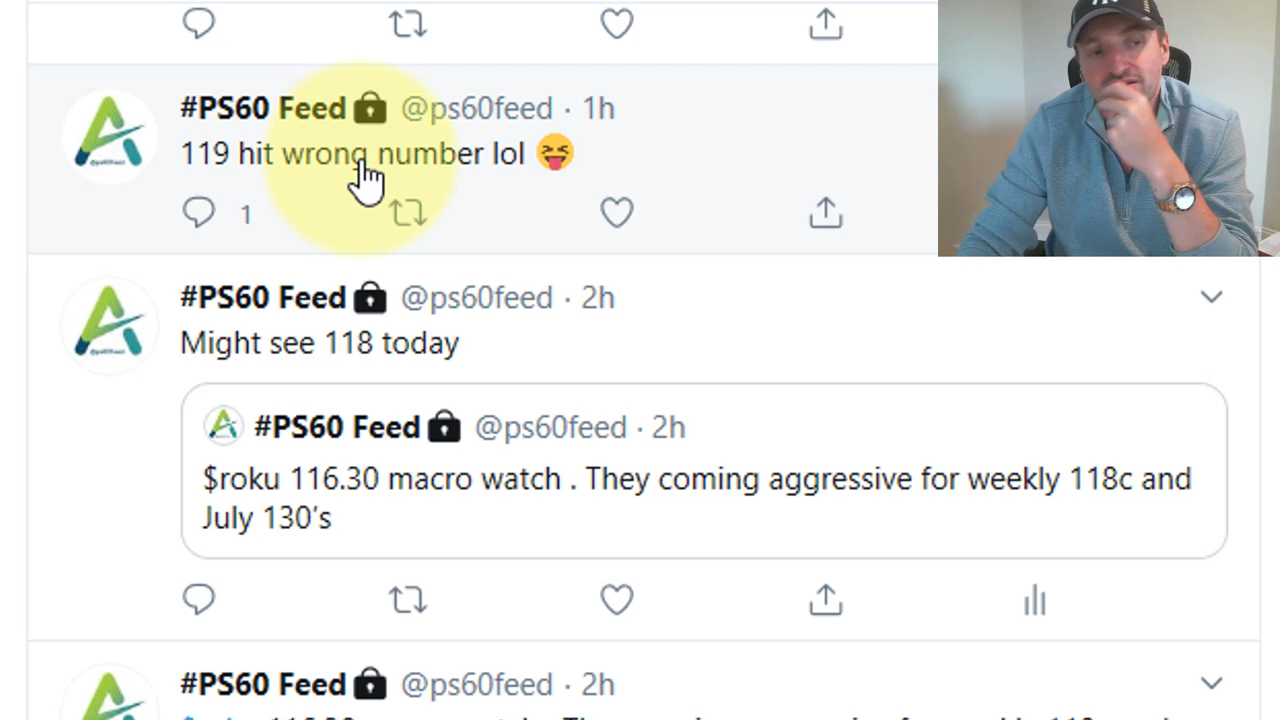 #PS60 Feed🔒 @ps60feed · 1h
119 hit wrong number lol 😝
1
#PS60 Feed🔒 @ps60feed · 2h
Might see 118 today
#PS60 Feed🔒 @ps60feed · 2h
$roku 116.30 macro watch . They coming aggressive for weekly 118c and
July 130’s
#PS60 Feed🔒 @ps60feed · 2h